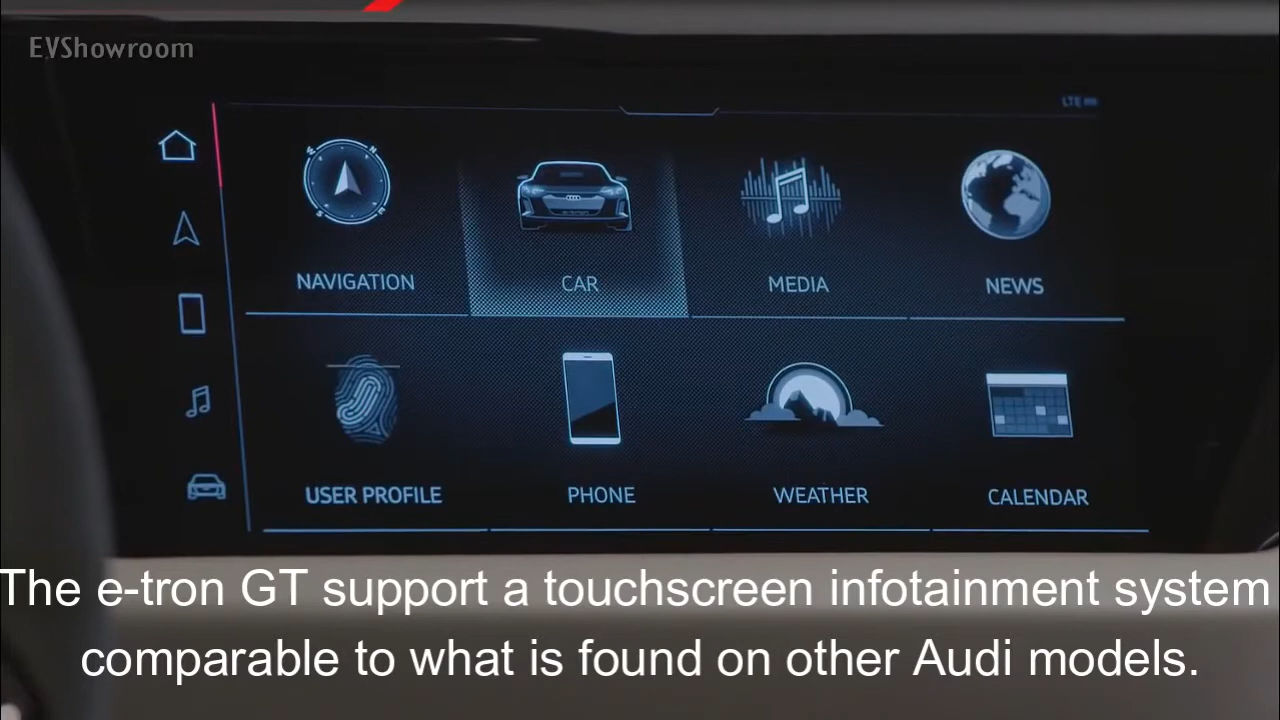 EVShowroom
LTE
NAVIGATION
CAR
MEDIA
NEWS
USER PROFILE
PHONE
WEATHER
CALENDAR
The e-tron GT support a touchscreen infotainment system
comparable to what is found on other Audi models.